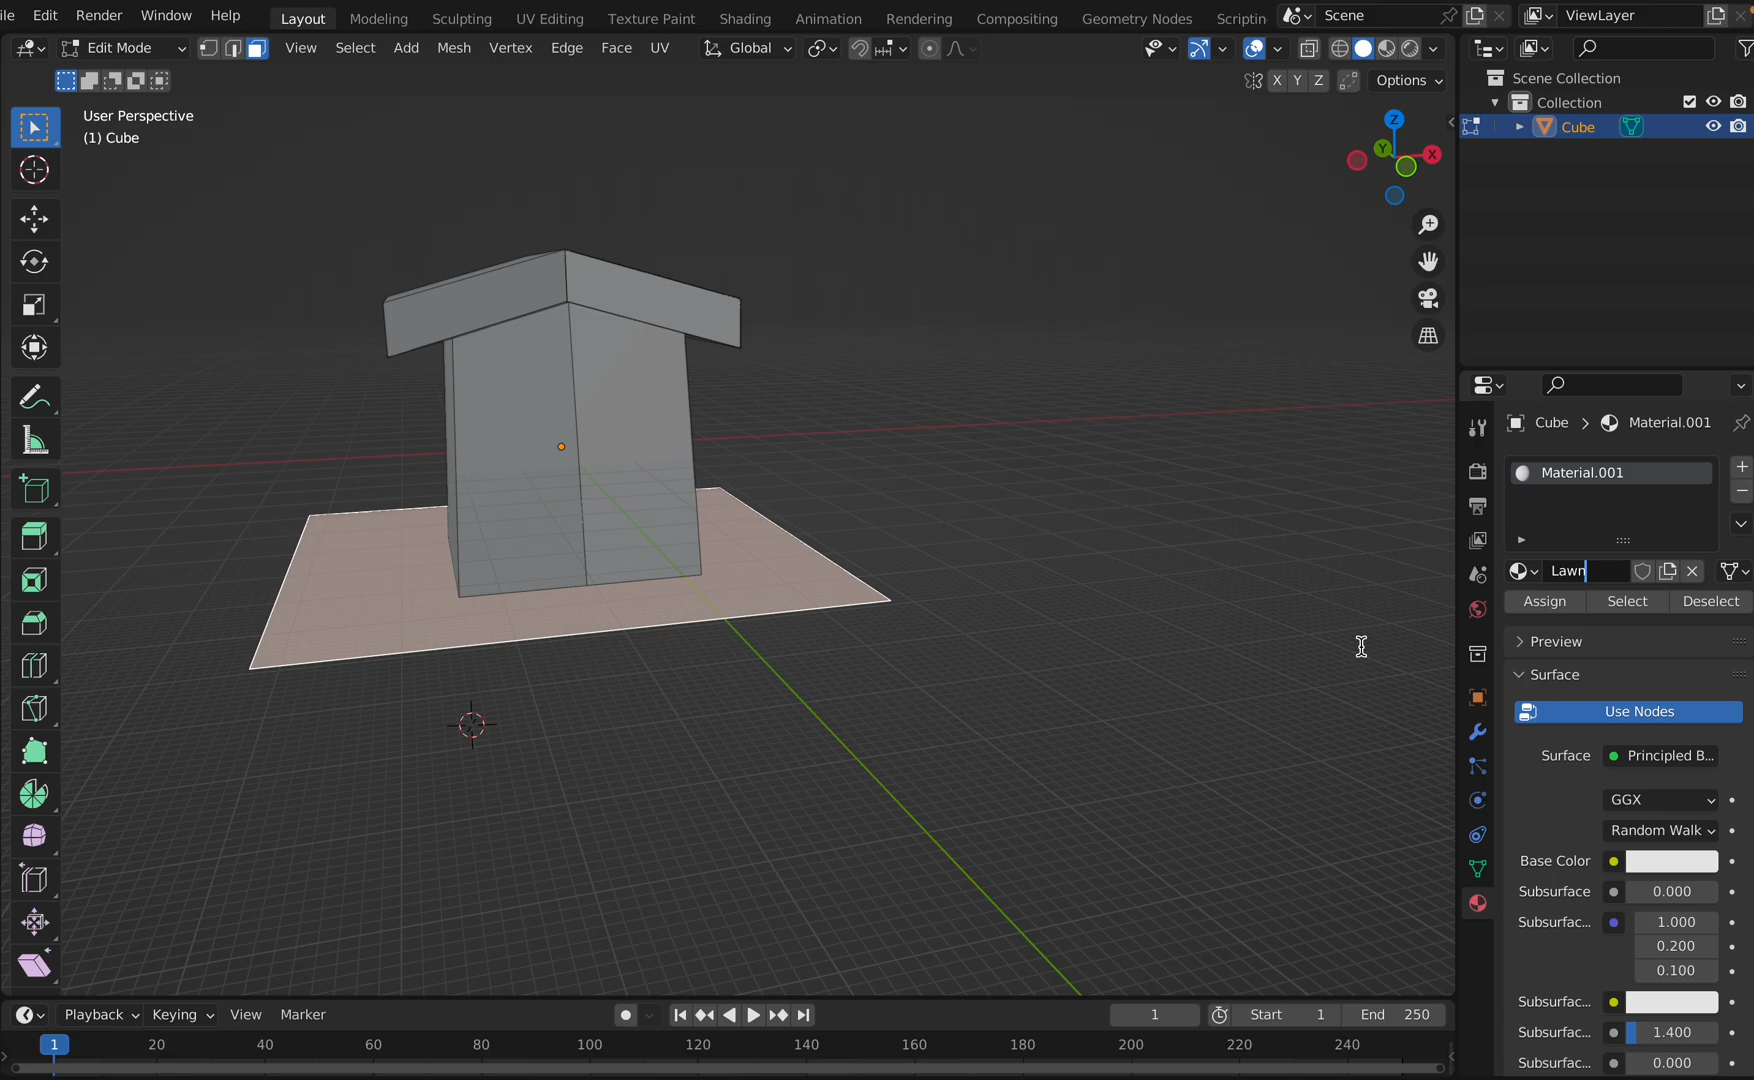 le Edit Render Window Help Layout Modeling Sculpting UV Editing Texture Paint Shading Animation Rendering Compositing Geometry Nodes Scriptin Scene ViewLayer
Edit Mode View Select Add Mesh Vertex Edge Face UV Global
X Y Z Options
User Perspective
(1) Cube
Z
Y X
Scene Collection
Collection
Cube
Cube > Material.001
Material.001
Lawn
Assign Select Deselect
Preview
Surface
Use Nodes
Surface Principled B...
GGX
Random Walk
Base Color
Subsurface 0.000
Subsurfac... 1.000
0.200
0.100
Subsurfac...
Subsurfac... 1.400
Subsurfac... 0.000
Playback Keying View Marker 1 Start 1 End 250
1 20 40 60 80 100 120 140 160 180 200 220 240